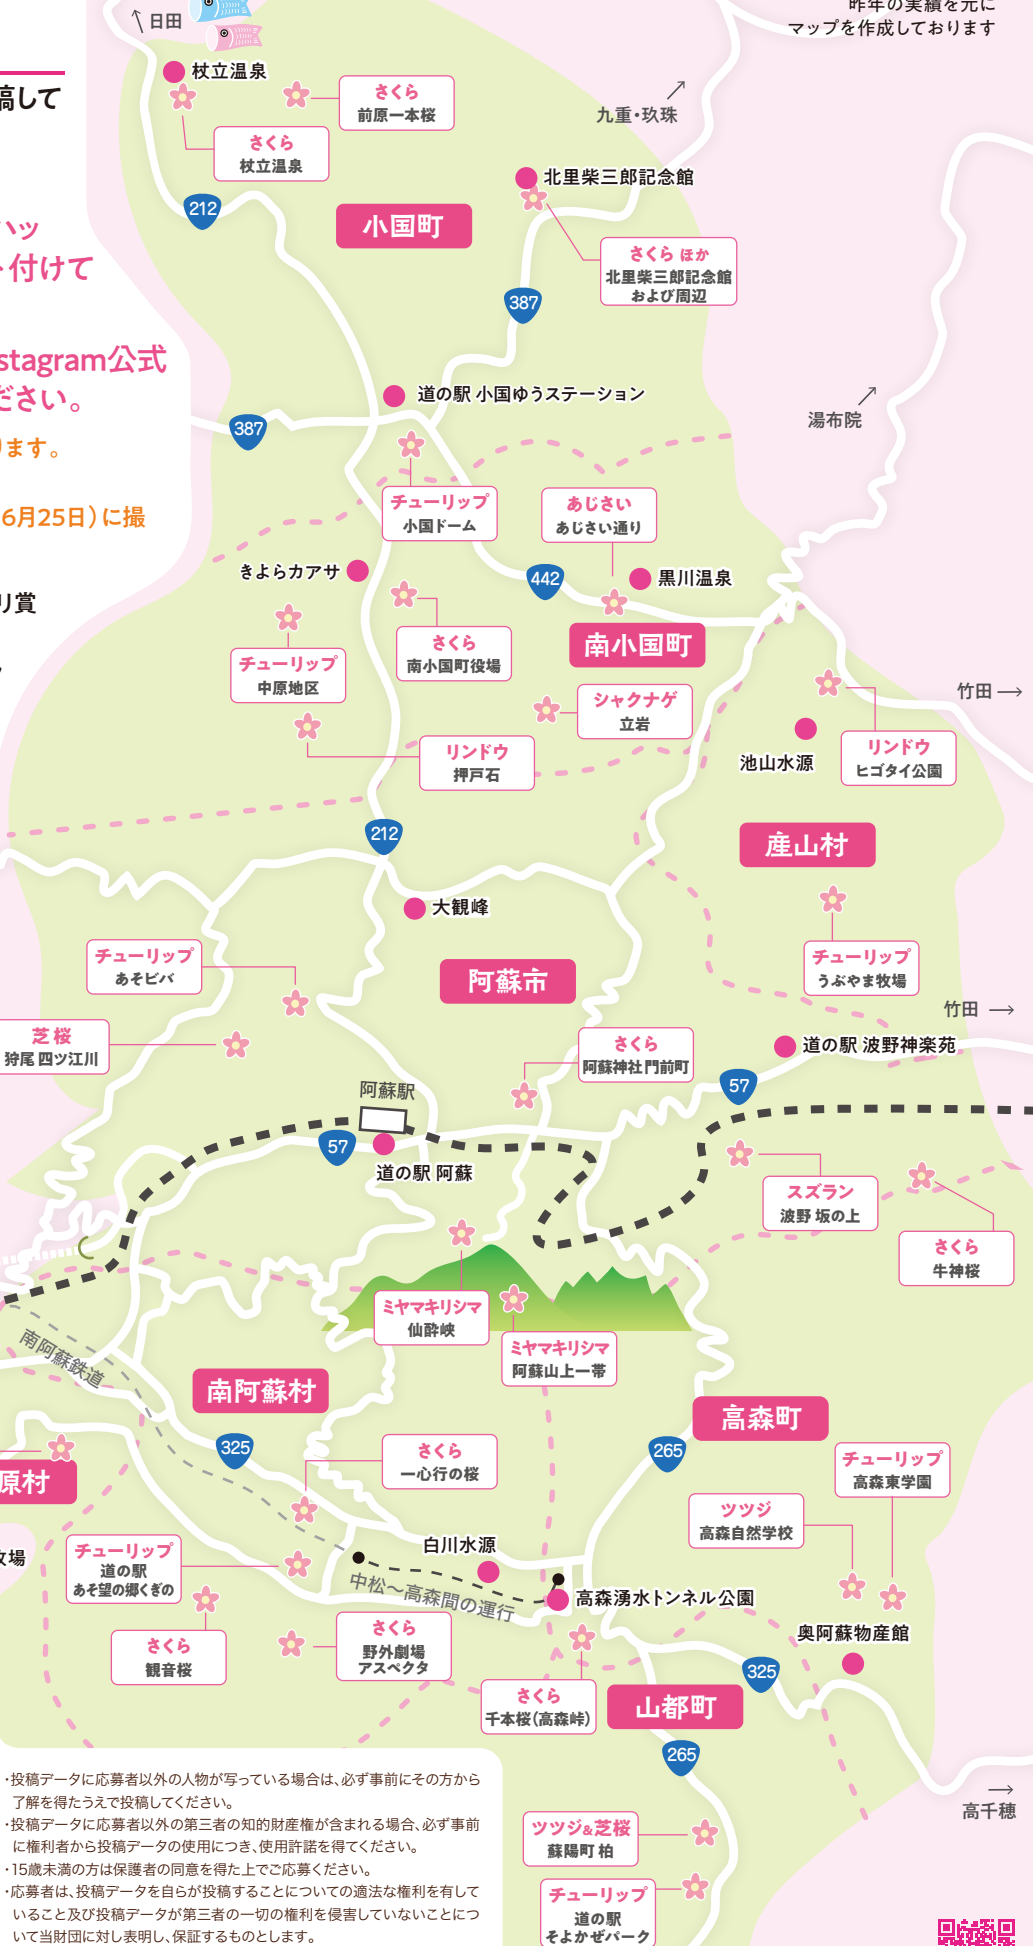 昨年の実績を元に
マップを作成しております
日田
杖立温泉
さくら
前原一本桜
さくら
杖立温泉
九重・玖珠
稿して
北里柴三郎記念館
212
小国町
さくら ほか
北里柴三郎記念館
および周辺
ハッ
付けて
387
stagram公式
ださい。
道の駅 小国ゆうステーション
湯布院
387
ります。
チューリップ
小国ドーム
あじさい
あじさい通り
6月25日）に撮
きよらカアサ
442
黒川温泉
リ賞
さくら
南小国町役場
南小国町
チューリップ
中原地区
シャクナゲ
立岩
竹田
リンドウ
押戸石
池山水源
リンドウ
ヒゴタイ公園
212
産山村
大観峰
チューリップ
あそビバ
阿蘇市
チューリップ
うぶやま牧場
竹田
芝桜
狩尾 四ツ江川
さくら
阿蘇神社門前町
道の駅 波野神楽苑
57
阿蘇駅
57
道の駅 阿蘇
スズラン
波野 坂の上
さくら
牛神桜
ミヤマキリシマ
仙酔峡
ミヤマキリシマ
阿蘇山上一帯
南阿蘇鉄道
南阿蘇村
高森町
325
さくら
一心行の桜
265
チューリップ
高森東学園
原村
ツツジ
高森自然学校
牧場
チューリップ
道の駅
あそ望の郷くぎの
白川水源
中松〜高森間の運行
高森湧水トンネル公園
さくら
観音桜
さくら
野外劇場
アスペクタ
奥阿蘇物産館
さくら
千本桜（高森峠）
山都町
325
265
高千穂
・投稿データに応募者以外の人物が写っている場合は、必ず事前にその方から
了解を得たうえで投稿してください。
・投稿データに応募者以外の第三者の知的財産権が含まれる場合、必ず事前
に権利者から投稿データの使用につき、使用許諾を得てください。
・15歳未満の方は保護者の同意を得た上でご応募ください。
・応募者は、投稿データを自らが投稿することについての適法な権利を有して
いること及び投稿データが第三者の一切の権利を侵害していないことにつ
いて当財団に対し表明し、保証するものとします。
ツツジ&芝桜
蘇陽町 柏
チューリップ
道の駅
そよかぜパーク